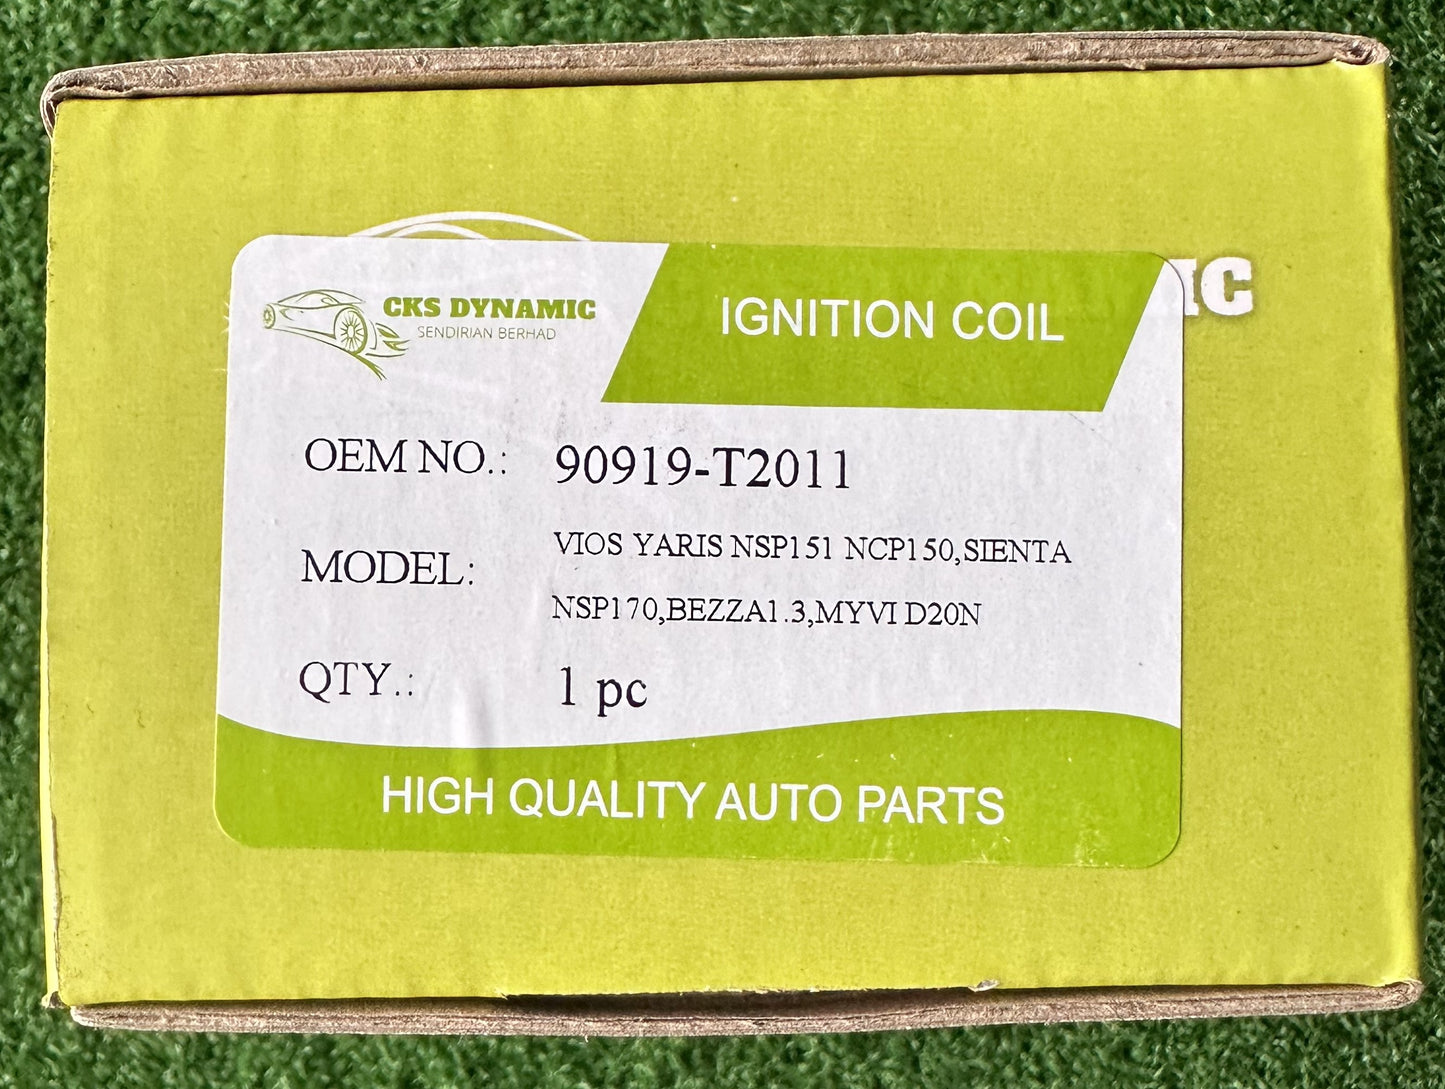 CKS DYNAMIC
SENDIRIAN BERHAD
IGNITION COIL
IC
OEM NO.: 90919-T2011
MODEL: VIOS YARIS NSP151 NCP150,SIENTA
NSP170,BEZZA1.3,MYVI D20N
QTY.: 1 pc
HIGH QUALITY AUTO PARTS